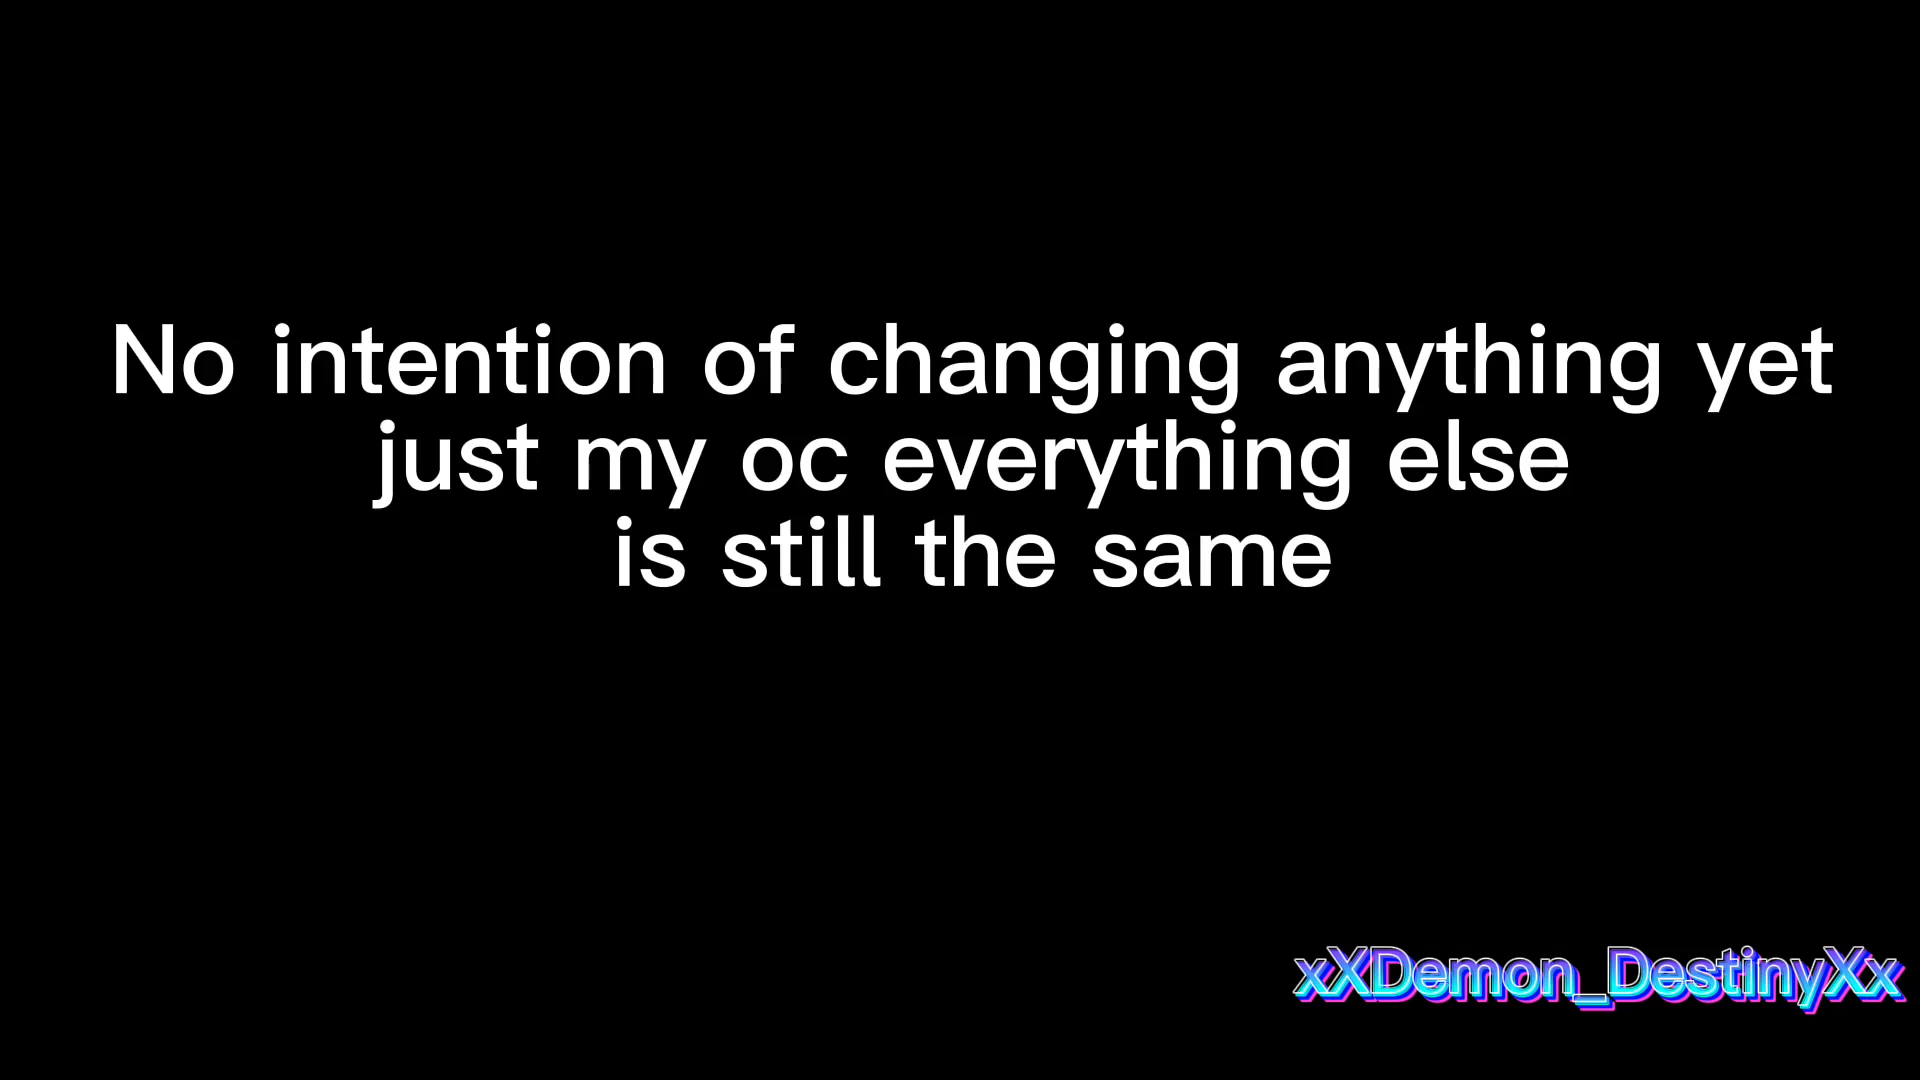 No intention of changing anything yet
just my oc everything else
is still the same
xXDemon_DestinyXx